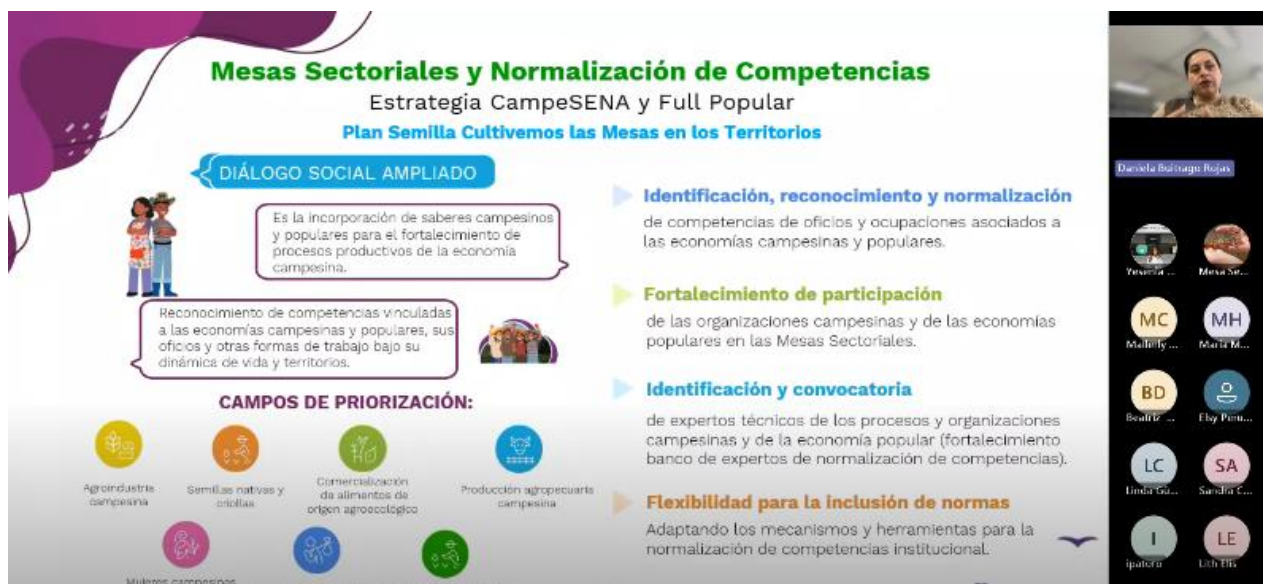 Mesas Sectoriales y Normalización de Competencias
Estrategia CampeSENA y Full Popular
Plan Semilla Cultivemos las Mesas en los Territorios
DIÁLOGO SOCIAL AMPLIADO
Es la incorporación de saberes campesinos
y populares para el fortalecimiento de
procesos productivos de la economía
campesina.
Reconocimiento de competencias vinculadas
a las economías campesinas y populares, sus
oficios y otras formas de trabajo bajo su
dinámica de vida y territorios.
CAMPOS DE PRIORIZACIÓN:
Agroindustria
campesina
Semillas nativas y
criollas
Comercialización
de alimentos de
origen agroecológico
Producción agropecuaria
campesina
Mujeres campesinas
Identificación, reconocimiento y normalización
de competencias de oficios y ocupaciones asociados a
las economías campesinas y populares.
Fortalecimiento de participación
de las organizaciones campesinas y de las economías
populares en las Mesas Sectoriales.
Identificación y convocatoria
de expertos técnicos de los procesos y organizaciones
campesinas y de la economía popular (fortalecimiento
banco de expertos de normalización de competencias).
Flexibilidad para la inclusión de normas
Adaptando los mecanismos y herramientas para la
normalización de competencias institucional.
Daniela Buitrago Rojas
Yesenia ...
Mesa Se...
MC
MH
María M...
BD
Beatriz ...
LC
SA
Linda Gü...
Sandra C...
I
LE
Lith Elis